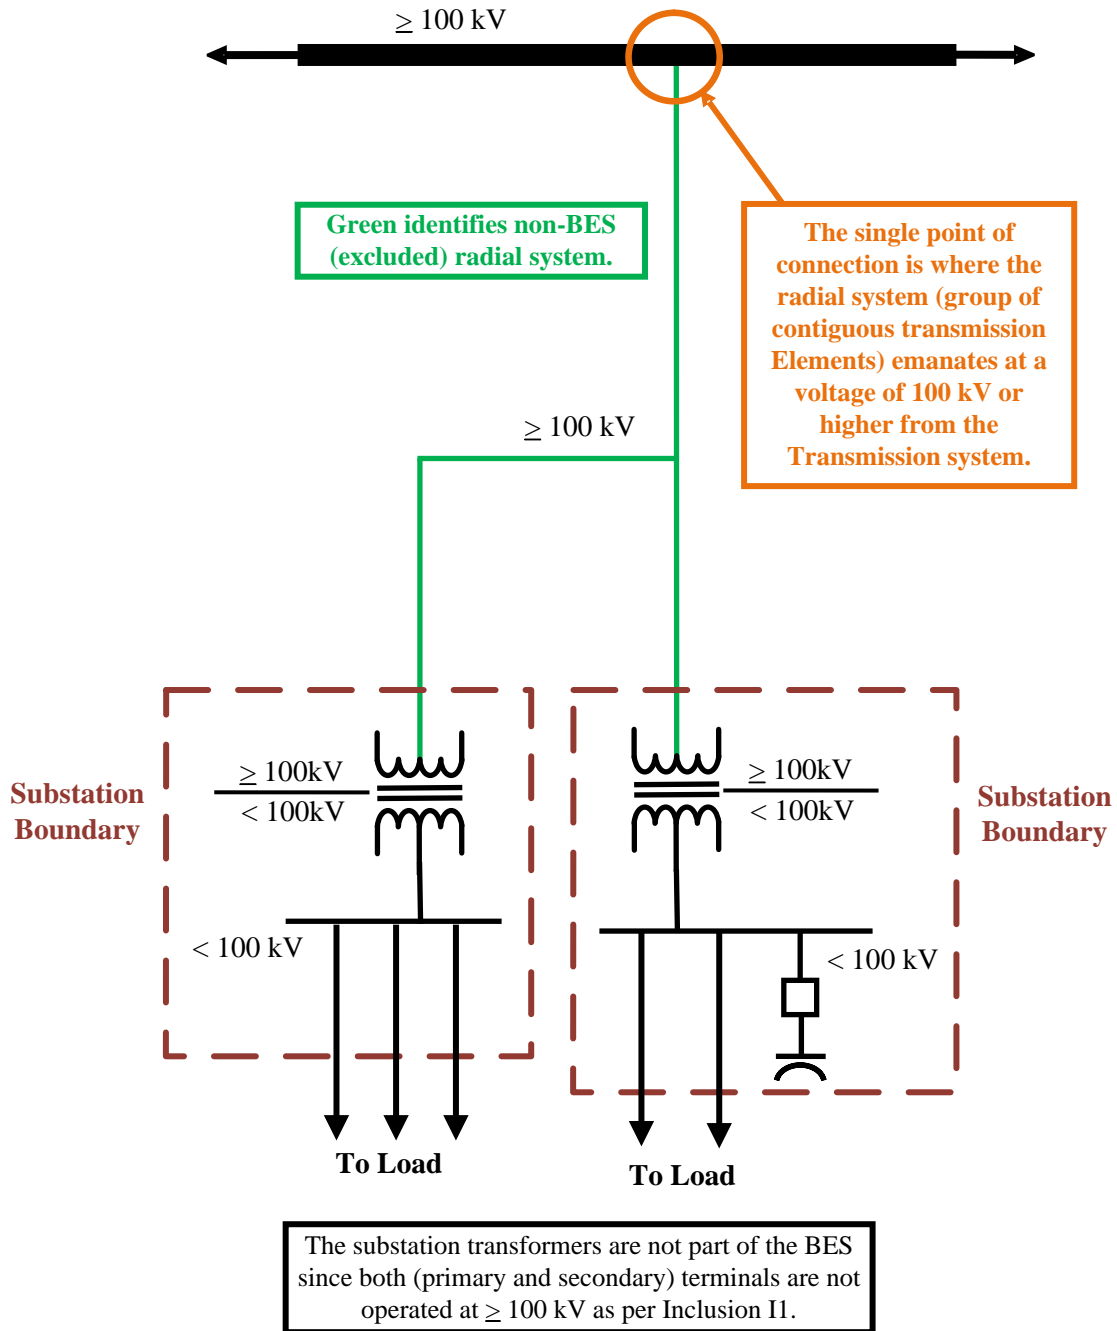 ≥ 100 kV
Green identifies non-BES
(excluded) radial system.
The single point of
connection is where the
radial system (group of
contiguous transmission
Elements) emanates at a
voltage of 100 kV or
higher from the
Transmission system.
≥ 100 kV
Substation
Boundary
≥ 100kV
< 100kV
≥ 100kV
< 100kV
Substation
Boundary
< 100 kV
< 100 kV
To Load
To Load
The substation transformers are not part of the BES
since both (primary and secondary) terminals are not
operated at ≥ 100 kV as per Inclusion I1.